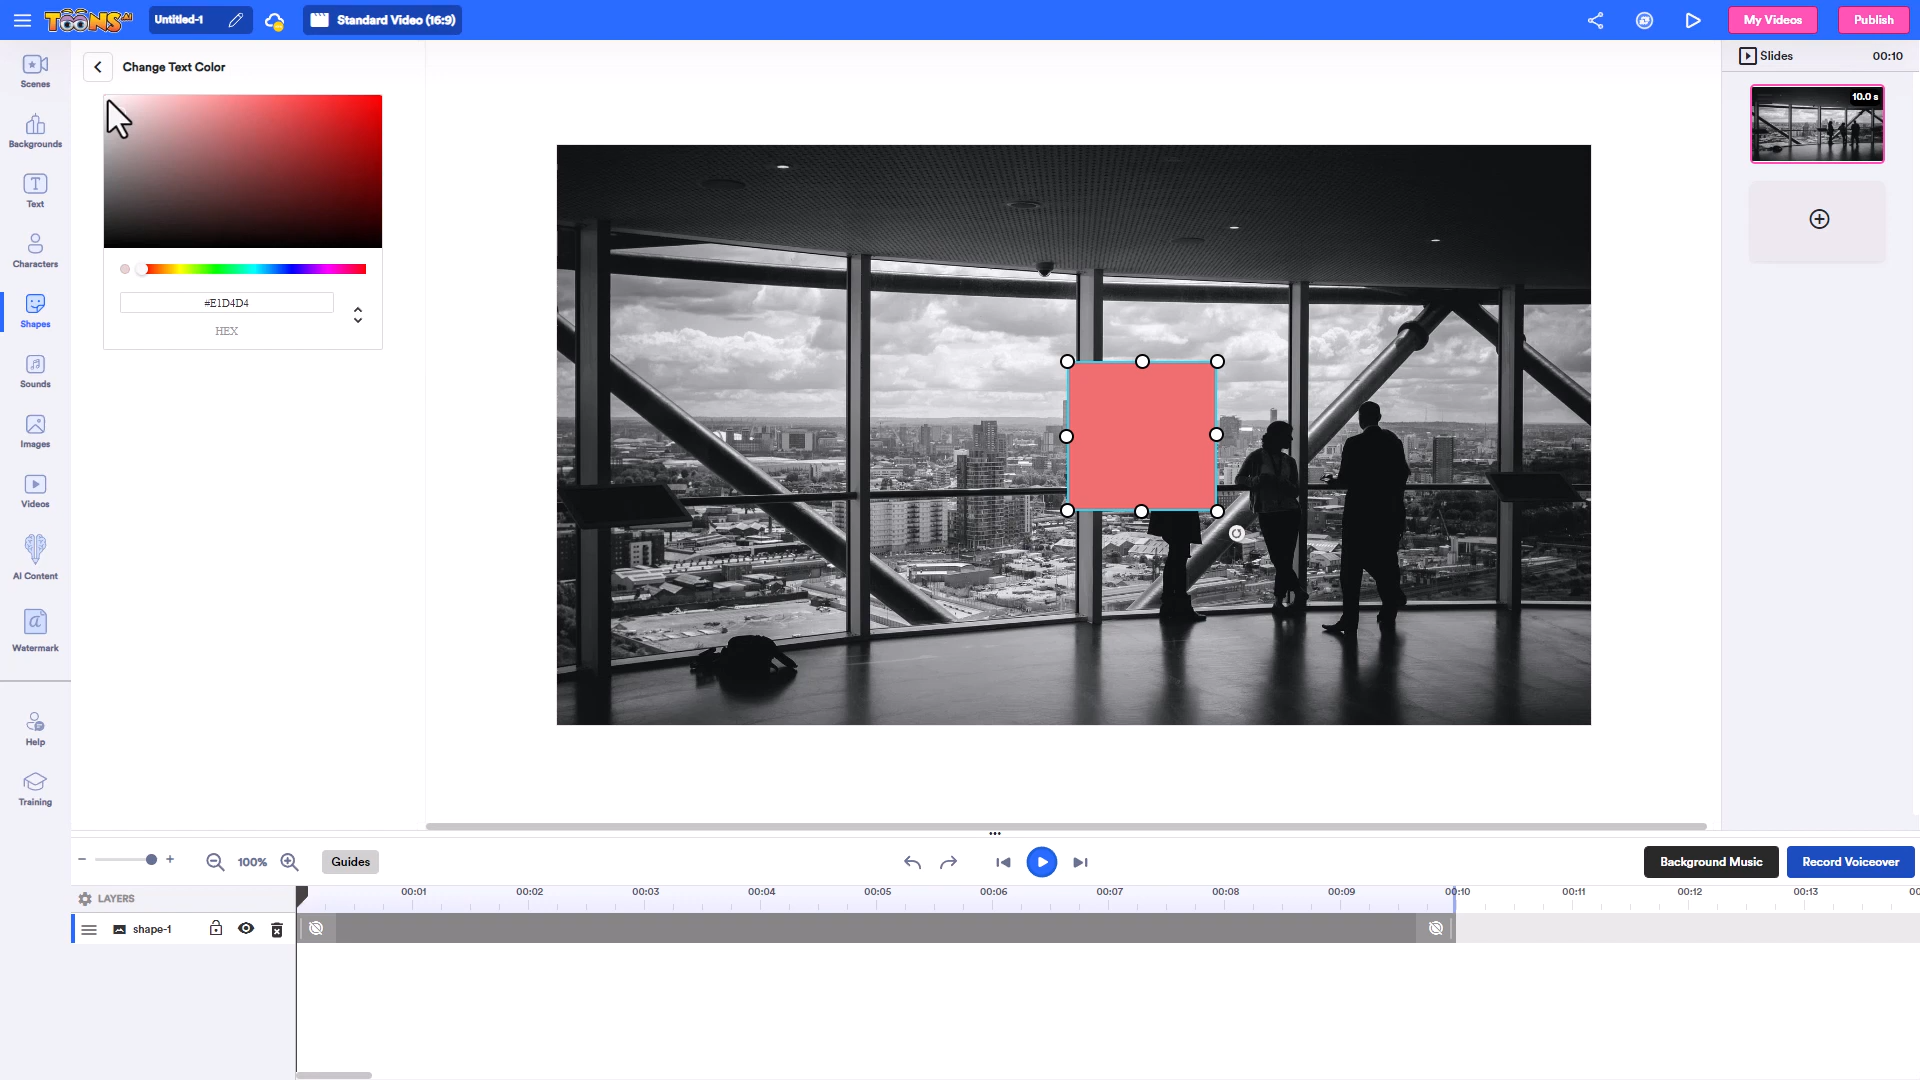 TOONS AI
Untitled-1
Standard Video (16:9)
My Videos
Publish
Scenes
Backgrounds
Text
Characters
Shapes
Sounds
Images
Videos
AI Content
Watermark
Help
Training
Change Text Color
#E1D4D4
HEX
Slides
00:10
10.0 s
100%
Guides
Background Music
Record Voiceover
LAYERS
00:01
00:02
00:03
00:04
00:05
00:06
00:07
00:08
00:09
00:10
00:11
00:12
00:13
shape-1